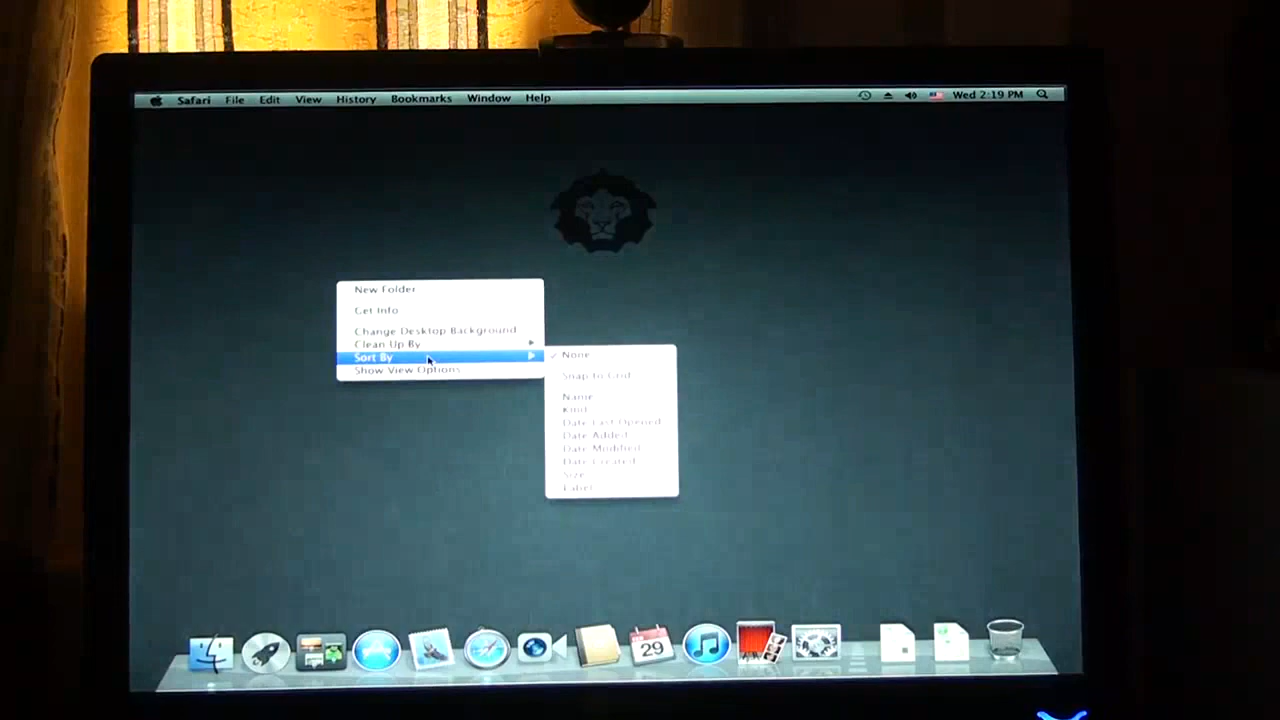 Safari File Edit View History Bookmarks Window Help
Wed 2:19 PM
New Folder
Get Info
Change Desktop Background
Clean Up By
Sort By
Show View Options
None
Snap to Grid
Name
Kind
Date Last Opened
Date Added
Date Modified
Date Created
Size
Label
29